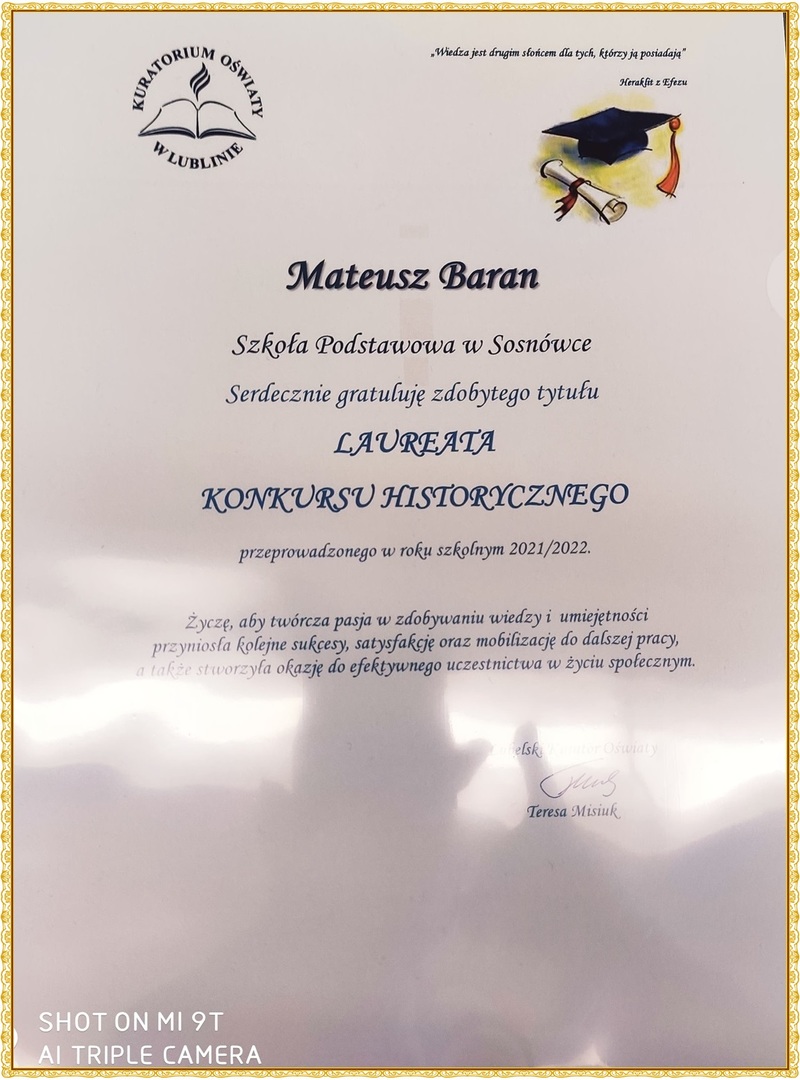 KURATORIUM OŚWIATY
W LUBLINIE
„Wiedza jest drugim słońcem dla tych, którzy ją posiadają”
Heraklit z Efezu
Mateusz Baran
Szkoła Podstawowa w Sosnówce
Serdecznie gratuluję zdobytego tytułu
LAUREATA
KONKURSU HISTORYCZNEGO
przeprowadzonego w roku szkolnym 2021/2022.
Życzę, aby twórcza pasja w zdobywaniu wiedzy i umiejętności
przyniosła kolejne sukcesy, satysfakcję oraz mobilizację do dalszej pracy,
a także stworzyła okazję do efektywnego uczestnictwa w życiu społecznym.
Oświaty
Teresa Misiuk
SHOT ON MI 9T
AI TRIPLE CAMERA